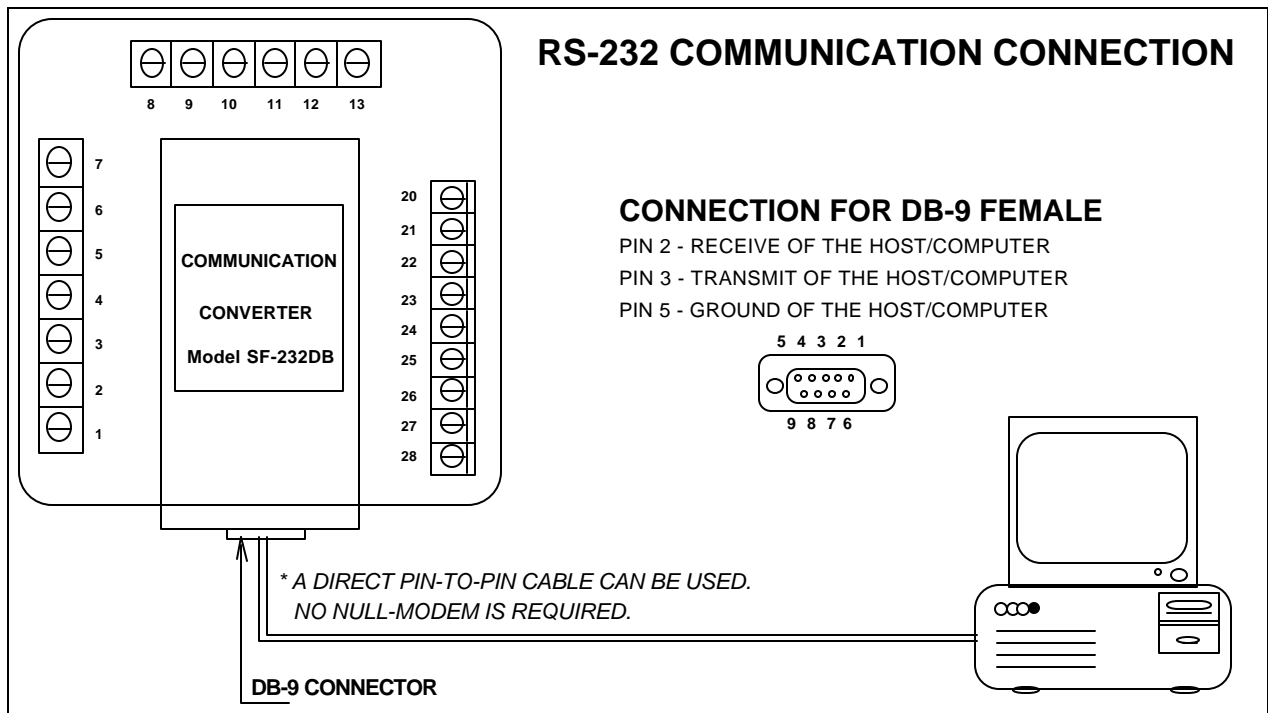 RS-232 COMMUNICATION CONNECTION
8 9 10 11 12 13
7
6
5
4
3
2
1
COMMUNICATION
CONVERTER
Model SF-232DB
20
21
22
23
24
25
26
27
28
CONNECTION FOR DB-9 FEMALE
PIN 2 - RECEIVE OF THE HOST/COMPUTER
PIN 3 - TRANSMIT OF THE HOST/COMPUTER
PIN 5 - GROUND OF THE HOST/COMPUTER
5 4 3 2 1
9 8 7 6
* A DIRECT PIN-TO-PIN CABLE CAN BE USED.
NO NULL-MODEM IS REQUIRED.
DB-9 CONNECTOR